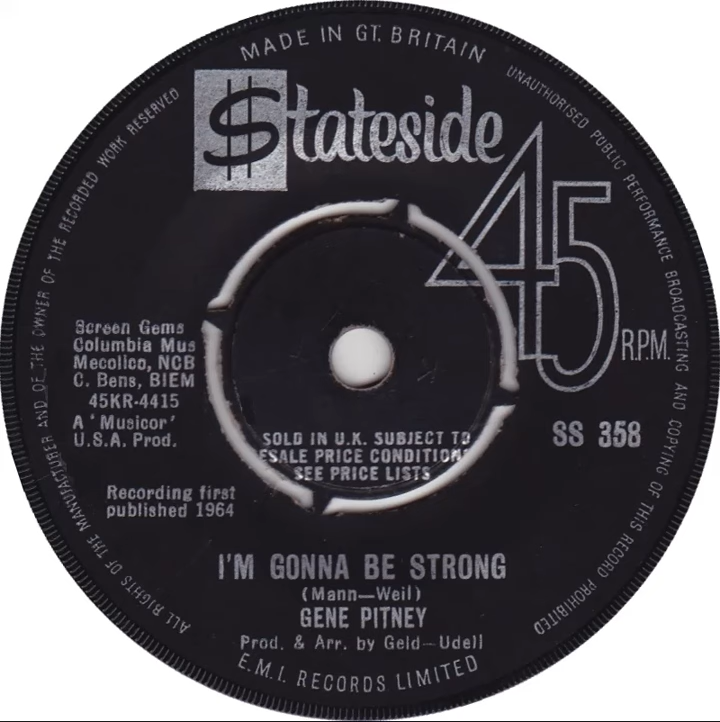 MADE IN GT. BRITAIN
UNAUTHORISED PUBLIC PERFORMANCE BROADCASTING AND COPYING OF THIS RECORD PROHIBITED
ALL RIGHTS OF THE MANUFACTURER AND OF THE OWNER OF THE RECORDED WORK RESERVED
$tateside
45
R.P.M.
Screen Gems
Columbia Mus
Mecolico, NCB
C. Bens, BIEM
45KR-4415
A 'Musicor'
U.S.A. Prod.
SS 358
SOLD IN U.K. SUBJECT TO
ESALE PRICE CONDITION
SEE PRICE LISTS
Recording first
published 1964
I'M GONNA BE STRONG
(Mann—Weil)
GENE PITNEY
Prod. & Arr. by Geld—Udell
E.M.I. RECORDS LIMITED